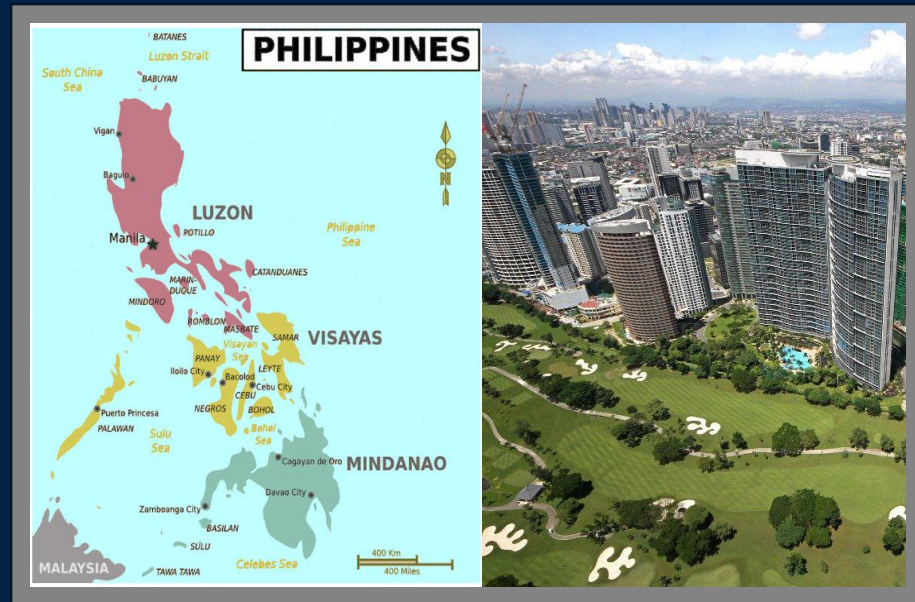 PHILIPPINES
BATANES
Luzon Strait
South China
Sea
BABUYAN
Vigan
Baguio
LUZON
POTILLO
Manila
Philippine
Sea
CATANDUANES
MARIN-
DUQUE
MINDORO
ROMBLON
MASBATE
SAMAR
VISAYAS
Visayan
Sea
PANAY
Iloilo City
LEYTE
Bacolod
Cebu City
CEBU
NEGROS
BOHOL
Puerto Princesa
PALAWAN
Sulu
Sea
Bohol
Sea
Cagayan de Oro
MINDANAO
Davao City
Zamboanga City
BASILAN
SULU
Celebes Sea
TAWA TAWA
MALAYSIA
N
400 Km
400 Miles